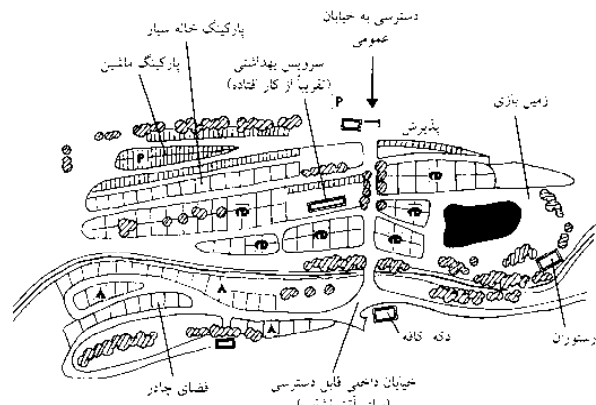 دسترسی به خیابان
عمومی
پارکینگ خانه سیار
پارکینگ ماشین
سرویس بهداشتی
(تقریباً از کار افتاده)
P
زمین بازی
پذیرش
P
رستوران
دکه کافه
فضای چادر
خیابان داخلی قابل دسترسی